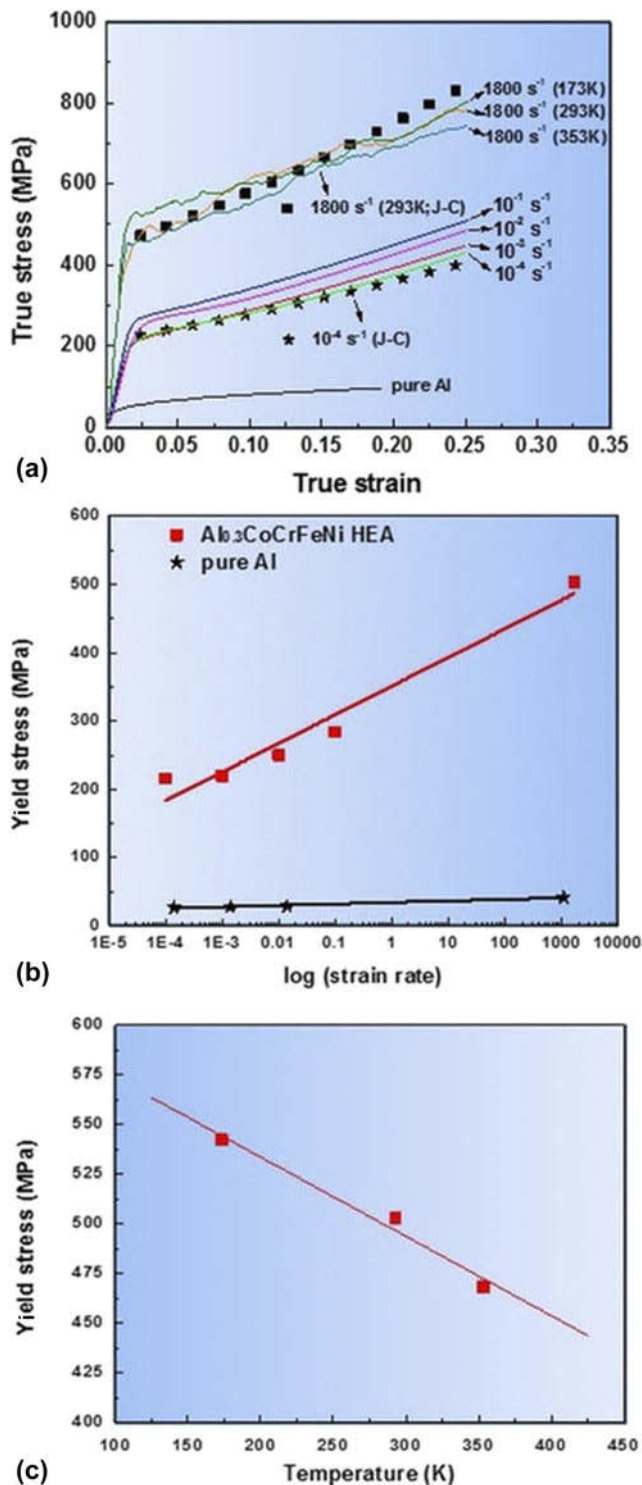 1000
800
600
400
200
0
True stress (MPa)
1800 s⁻¹ (173K)
1800 s⁻¹ (293K)
1800 s⁻¹ (353K)
1800 s⁻¹ (293K;J-C)
10⁻¹ s⁻¹
10⁻² s⁻¹
10⁻³ s⁻¹
10⁻⁴ s⁻¹
10⁻⁴ s⁻¹ (J-C)
pure Al
0.00 0.05 0.10 0.15 0.20 0.25 0.30 0.35
(a)
True strain
600
500
400
300
200
100
0
Yield stress (MPa)
Al0.3CoCrFeNi HEA
pure Al
1E-5 1E-4 1E-3 0.01 0.1 1 10 100 1000 10000
(b)
log (strain rate)
600
575
550
525
500
475
450
425
400
Yield stress (MPa)
100 150 200 250 300 350 400 450
(c)
Temperature (K)